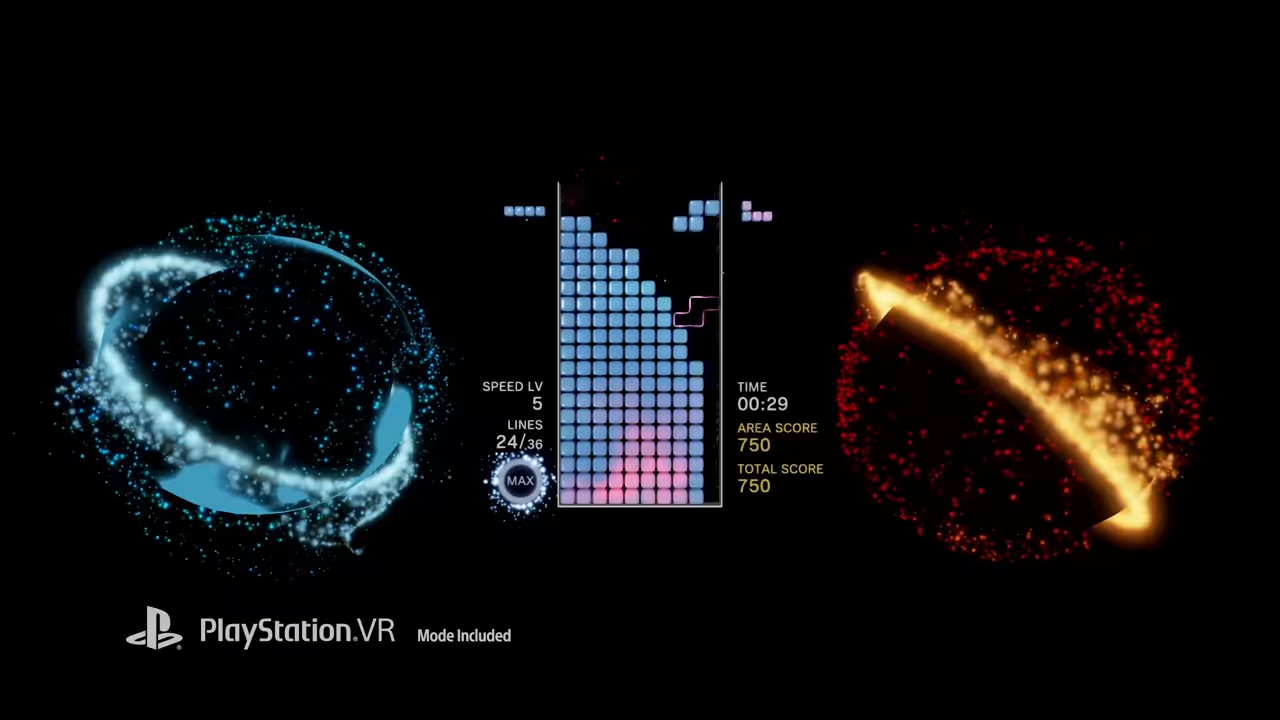 SPEED LV
5
LINES
24/36
MAX
TIME
00:29
AREA SCORE
750
TOTAL SCORE
750
PlayStation.VR Mode Included